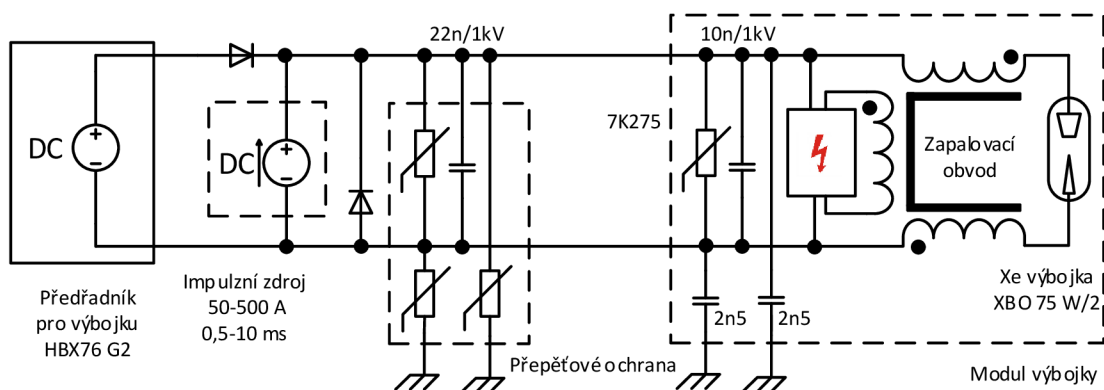 22n/1kV
10n/1kV
7K275
DC
DC
Zapalovací
obvod
Předřadník
pro výbojku
HBX76 G2
Impulzní zdroj
50-500 A
0,5-10 ms
2n5
2n5
Přepěťové ochrana
Xe výbojka
XBO 75 W/2
Modul výbojky